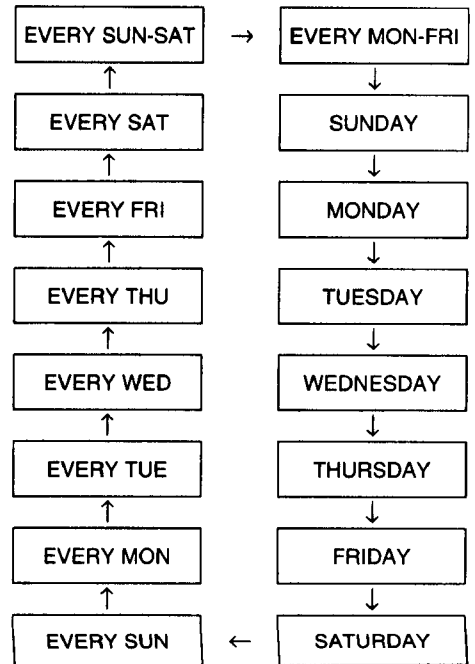 EVERY SUN-SAT → EVERY MON-FRI
↑ ↓
EVERY SAT SUNDAY
↑ ↓
EVERY FRI MONDAY
↑ ↓
EVERY THU TUESDAY
↑ ↓
EVERY WED WEDNESDAY
↑ ↓
EVERY TUE THURSDAY
↑ ↓
EVERY MON FRIDAY
↑ ↓
EVERY SUN ← SATURDAY